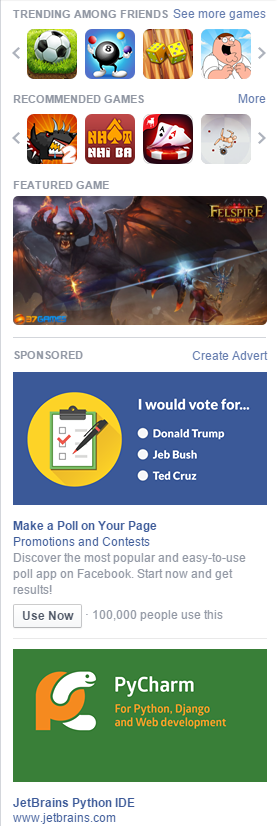 TRENDING AMONG FRIENDS See more games
8
RECOMMENDED GAMES More
NHẤT
NHÌ BA
FEATURED GAME
FELSPIRE
37GAMES
SPONSORED Create Advert
I would vote for...
Donald Trump
Jeb Bush
Ted Cruz
Make a Poll on Your Page
Promotions and Contests
Discover the most popular and easy-to-use
poll app on Facebook. Start now and get
results!
Use Now · 100,000 people use this
PyCharm
For Python, Django
and Web development
PC
JetBrains Python IDE
www.jetbrains.com